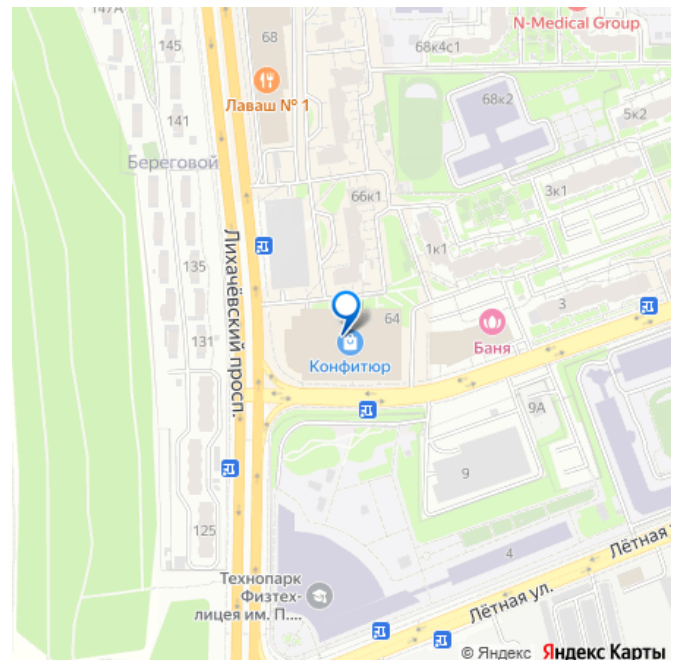 147А
145
68
68к4с1
N-Medical Group
Лаваш № 1
141
68к2
5к2
Береговой
66к1
3к1
1к1
Лихачёвский просп.
135
131
64
3
Баня
Конфитюр
9А
9
125
4
Технопарк
Физтех-
лицея им. П....
Лётная
Лётная ул.
© Яндекс Яндекс Карты